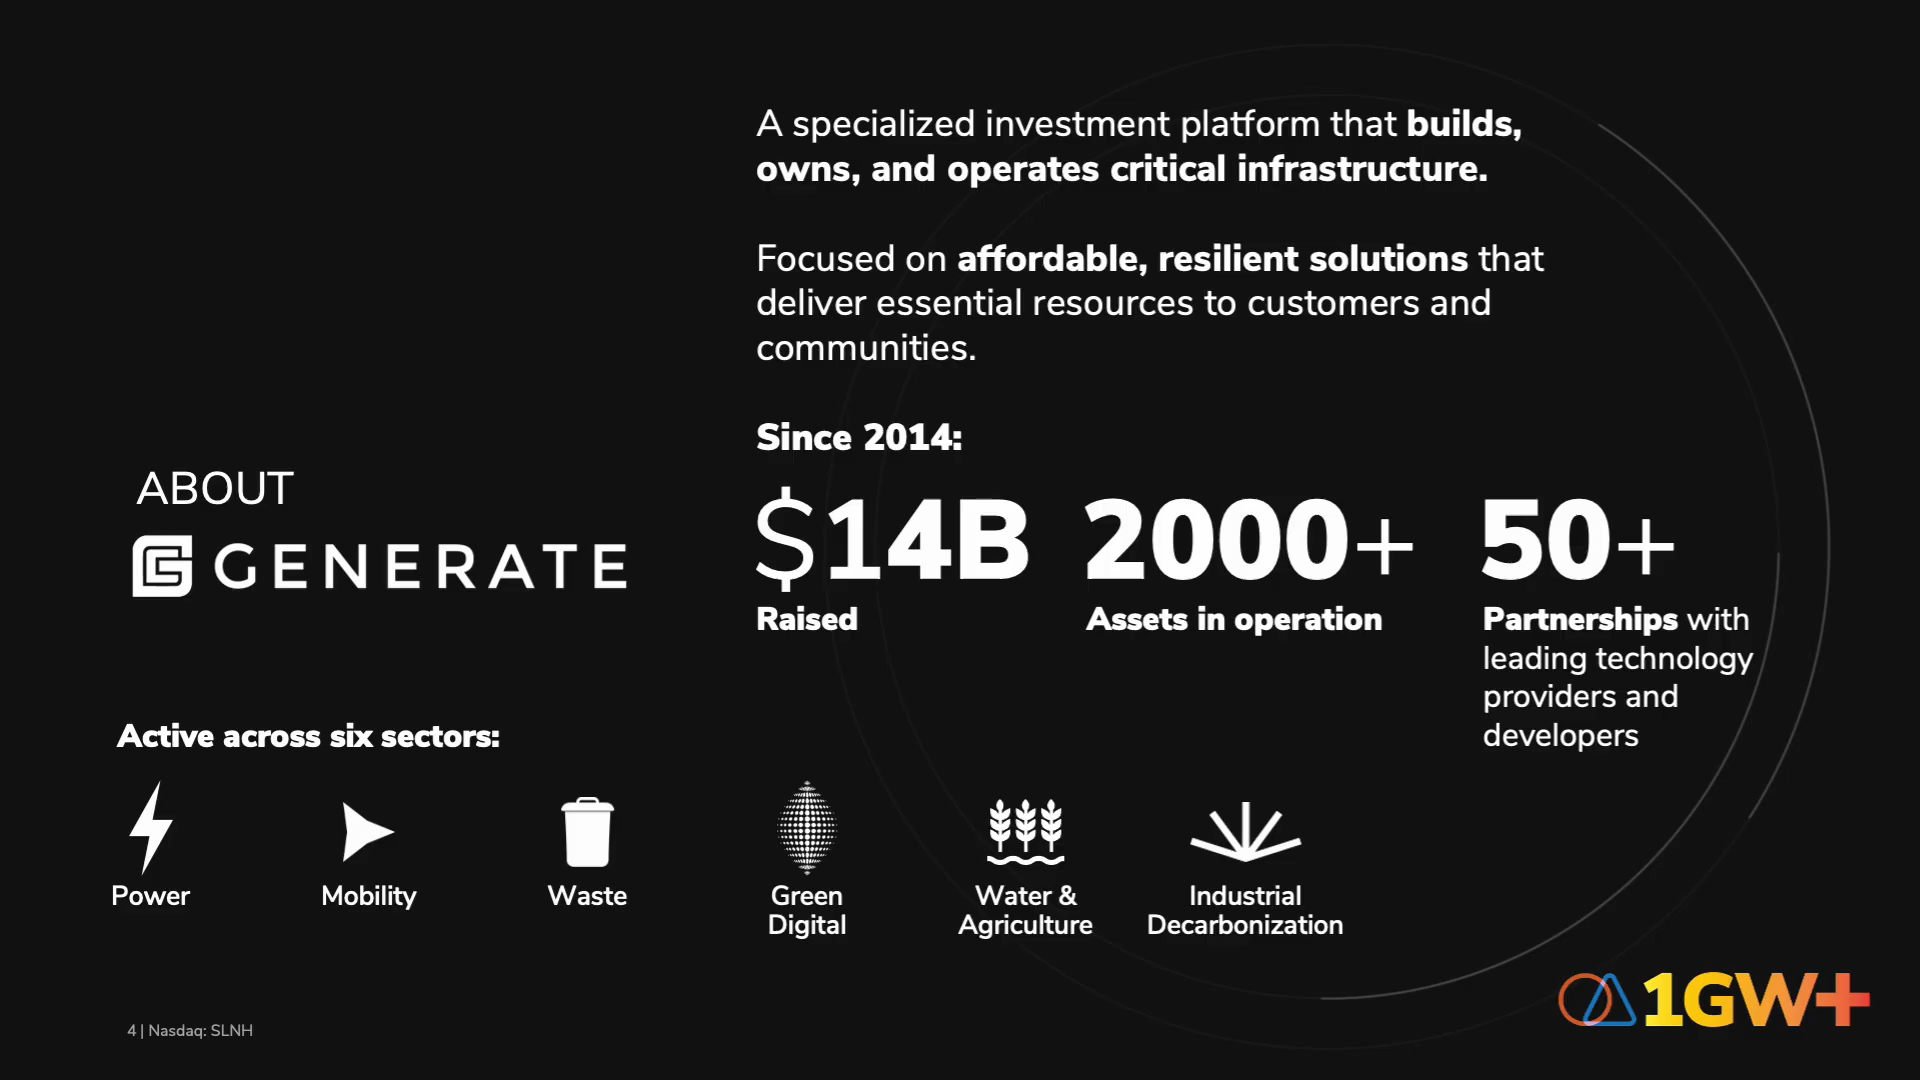 A specialized investment platform that builds,
owns, and operates critical infrastructure.
Focused on affordable, resilient solutions that
deliver essential resources to customers and
communities.
Since 2014:
ABOUT
GENERATE
$14B
Raised
2000+
Assets in operation
50+
Partnerships with
leading technology
providers and
developers
Active across six sectors:
Power
Mobility
Waste
Green
Digital
Water &
Agriculture
Industrial
Decarbonization
4 | Nasdaq: SLNH
1GW+